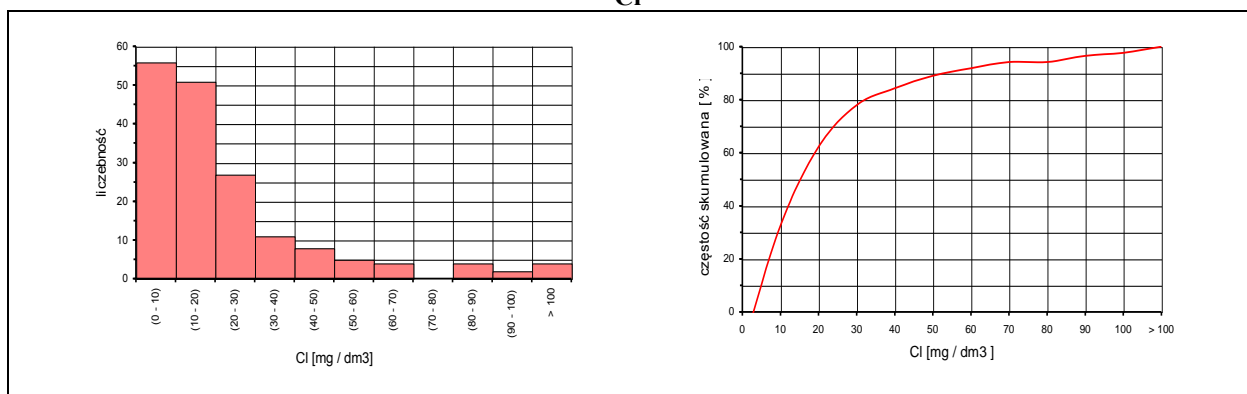 Cl
60
50
40
30
20
10
0
liczebność
(0 - 10)
(10 - 20)
(20 - 30)
(30 - 40)
(40 - 50)
(50 - 60)
(60 - 70)
(70 - 80)
(80 - 90)
(90 - 100)
> 100
Cl [mg / dm3]
100
80
60
40
20
0
częstość skumulowana [ % ]
0 10 20 30 40 50 60 70 80 90 100 > 100
Cl [mg / dm3 ]